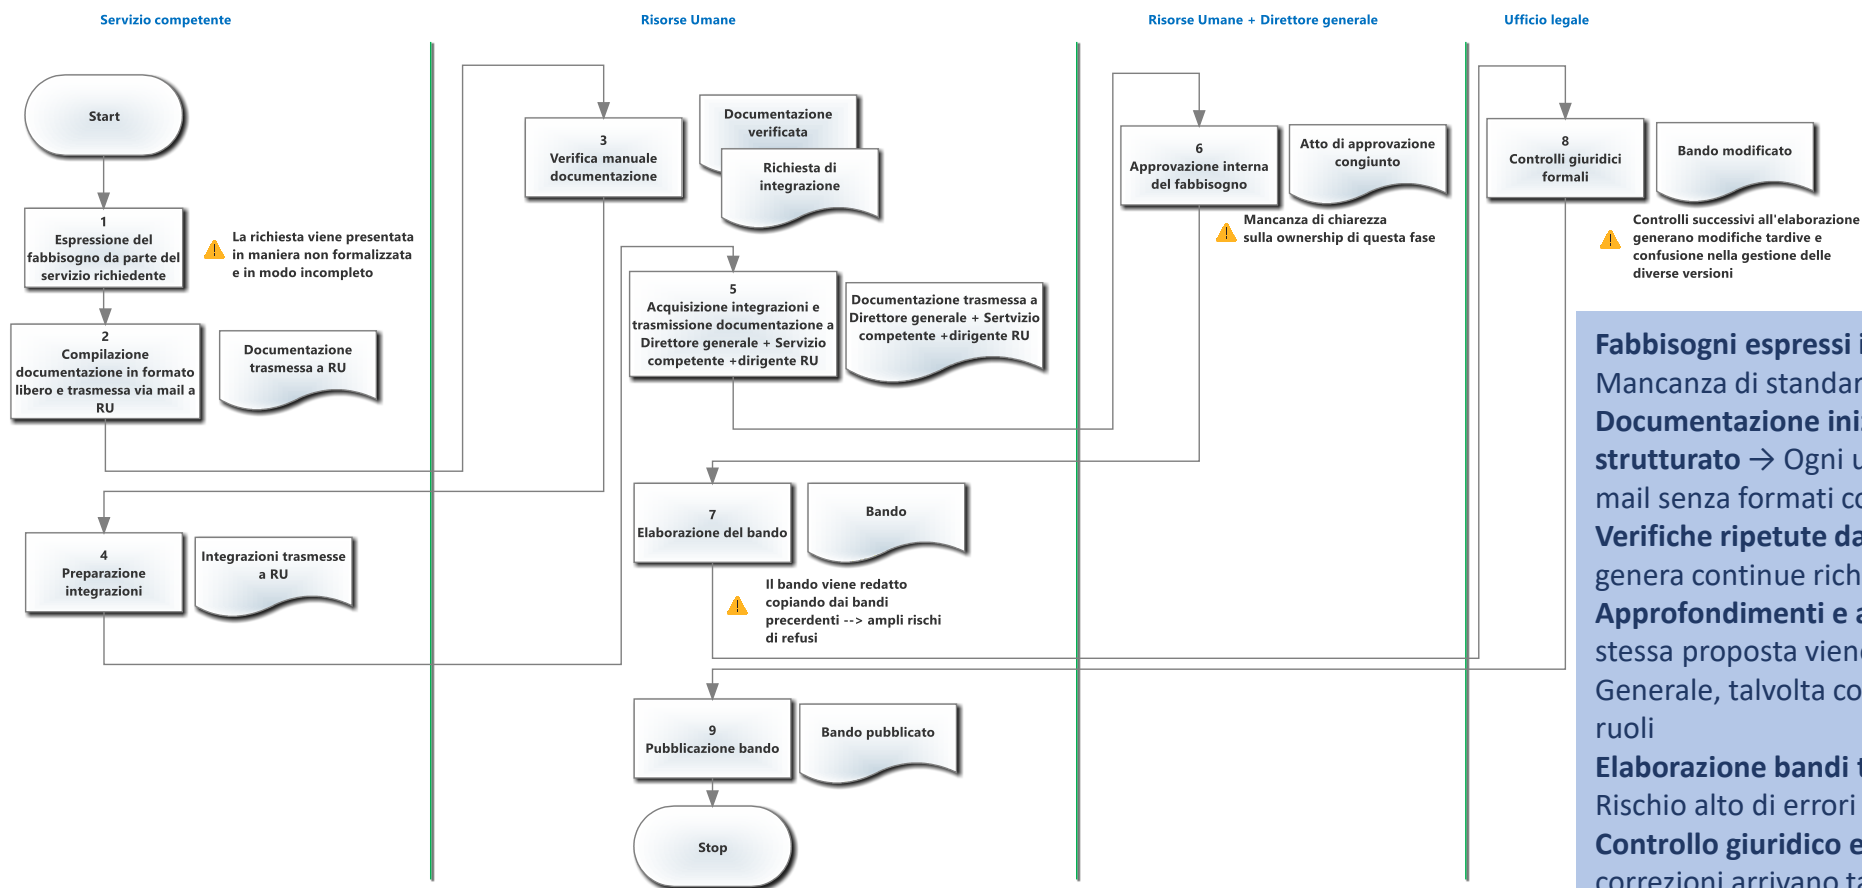 Servizio competente
Risorse Umane
Risorse Umane + Direttore generale
Ufficio legale
Start
1
Espressione del
fabbisogno da parte del
servizio richiedente
La richiesta viene presentata
in maniera non formalizzata
e in modo incompleto
2
Compilazione
documentazione in formato
libero e trasmessa via mail a
RU
Documentazione
trasmessa a RU
3
Verifica manuale
documentazione
Documentazione
verificata
Richiesta di
integrazione
4
Preparazione
integrazioni
Integrazioni trasmesse
a RU
5
Acquisizione integrazioni e
trasmissione documentazione a
Direttore generale + Servizio
competente +dirigente RU
Documentazione trasmessa a
Direttore generale + Sertvizio
competente +dirigente RU
6
Approvazione interna
del fabbisogno
Atto di approvazione
congiunto
Mancanza di chiarezza
sulla ownership di questa fase
7
Elaborazione del bando
Bando
Il bando viene redatto
copiando dai bandi
precerdenti --> ampli rischi
di refusi
8
Controlli giuridici
formali
Bando modificato
Controlli successivi all'elaborazione
generano modifiche tardive e
confusione nella gestione delle
diverse versioni
9
Pubblicazione bando
Bando pubblicato
Stop
Fabbisogni espressi
Mancanza di
Documentazione
strutturato → Ogni
mail senza formati
Verifiche ripetute
genera continue
Approfondimenti e
stessa proposta
Generale, talvolta
ruoli
Elaborazione bandi
Rischio alto di errori
Controllo giuridico
correzioni arrivano